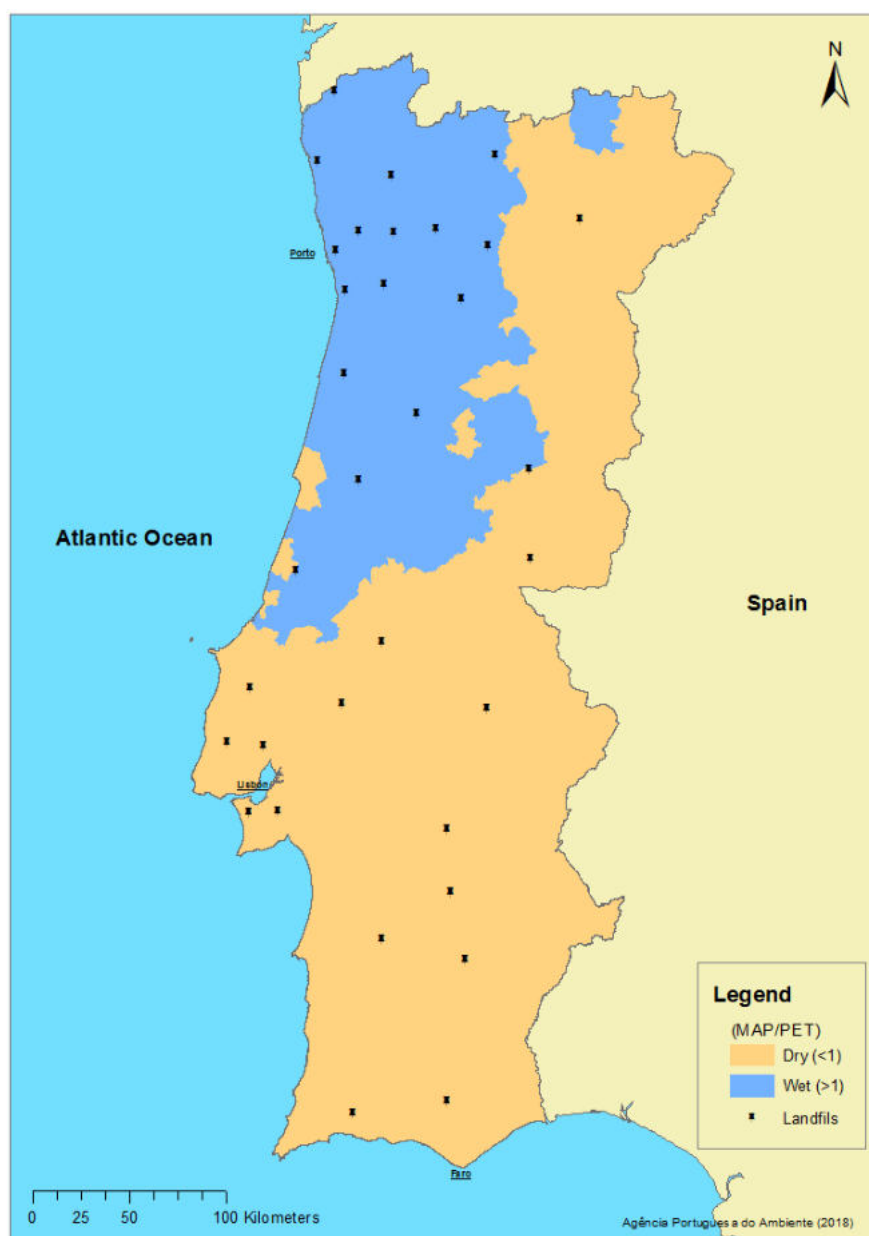 N
Porto
Atlantic Ocean
Spain
Lisbon
Legend
(MAP/PET)
Dry (<1)
Wet (>1)
Landfils
Faro
0 25 50 100 Kilometers
Agência Portuguesa do Ambiente (2018)